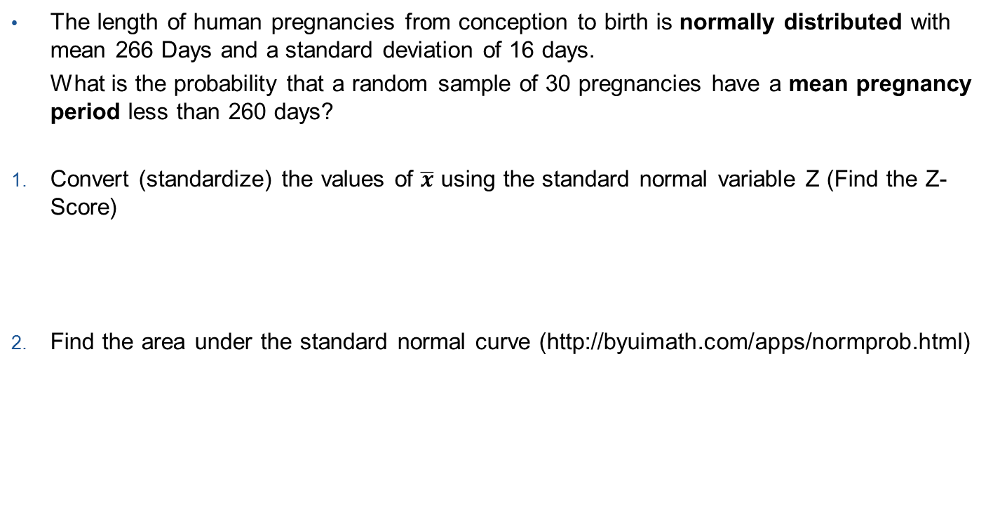 • The length of human pregnancies from conception to birth is normally distributed with
mean 266 Days and a standard deviation of 16 days.
What is the probability that a random sample of 30 pregnancies have a mean pregnancy
period less than 260 days?
1. Convert (standardize) the values of x̅ using the standard normal variable Z (Find the Z-
Score)
2. Find the area under the standard normal curve (http://byuimath.com/apps/normprob.html)